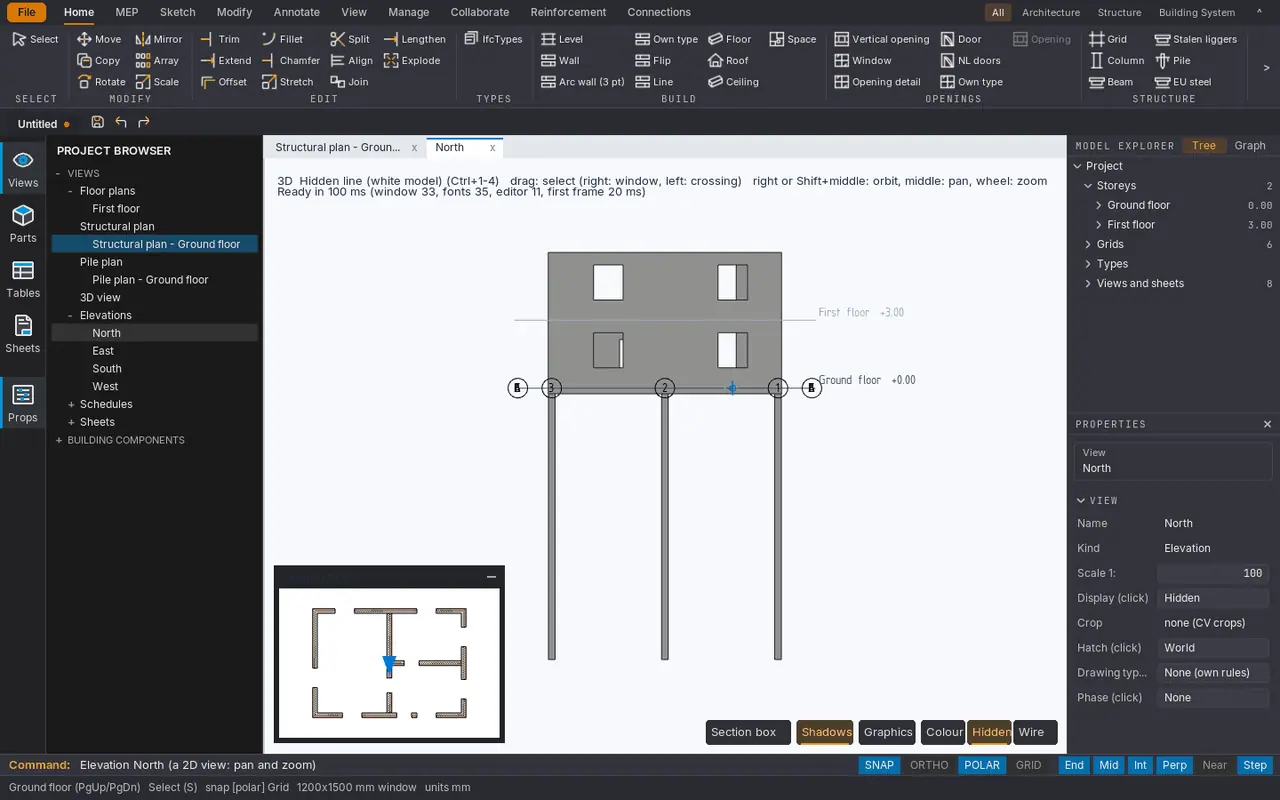 File Home MEP Sketch Modify Annotate View Manage Collaborate Reinforcement Connections All Architecture Structure Building System
Select Move Mirror Trim Fillet Split Lengthen IfcTypes Level Own type Floor Space Vertical opening Door Opening Grid Stalen liggers
Copy Array Extend Chamfer Align Explode Wall Flip Roof Window NL doors Column Pile
Rotate Scale Offset Stretch Join Arc wall (3 pt) Line Ceiling Opening detail Own type Beam EU steel
SELECT MODIFY EDIT TYPES BUILD OPENINGS STRUCTURE
Untitled
Views
Parts
Tables
Sheets
Props
PROJECT BROWSER
- VIEWS
- Floor plans
First floor
Structural plan
Structural plan - Ground floor
Pile plan
Pile plan - Ground floor
3D view
- Elevations
North
East
South
West
+ Schedules
+ Sheets
+ BUILDING COMPONENTS
Structural plan - Groun... x North x
3D Hidden line (white model) (Ctrl+1-4) drag: select (right: window, left: crossing) right or Shift+middle: orbit, middle: pan, wheel: zoom
Ready in 100 ms (window 33, fonts 35, editor 11, first frame 20 ms)
First floor +3.00
Ground floor +0.00
3 2 1
Section box Shadows Graphics Colour Hidden Wire
MODEL EXPLORER Tree Graph
Project
Storeys 2
Ground floor 0.00
First floor 3.00
Grids 6
Types
Views and sheets 8
PROPERTIES
View
North
VIEW
Name North
Kind Elevation
Scale 1: 100
Display (click) Hidden
Crop none (CV crops)
Hatch (click) World
Drawing typ... None (own rules)
Phase (click) None
Command: Elevation North (a 2D view: pan and zoom)
SNAP ORTHO POLAR GRID End Mid Int Perp Near Step
Ground floor (PgUp/PgDn) Select (S) snap [polar] Grid 1200x1500 mm window units mm